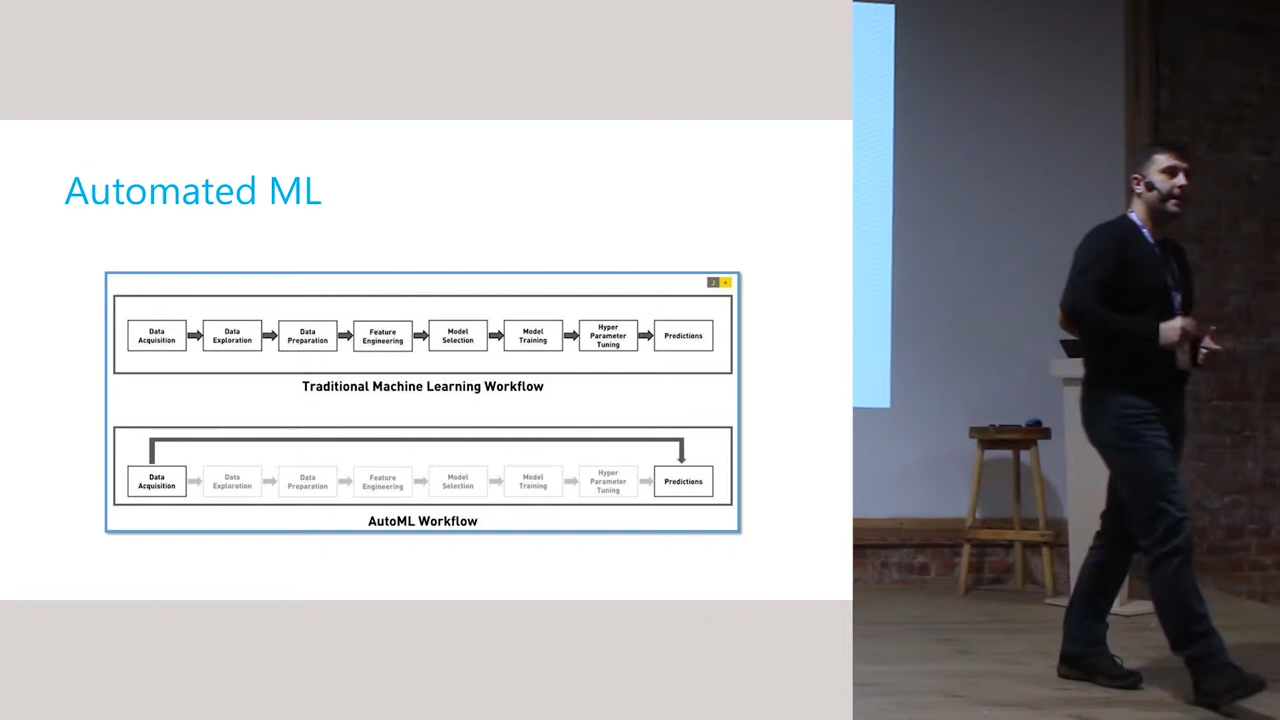 Automated ML
Data
Acquisition
Data
Exploration
Data
Preparation
Feature
Engineering
Model
Selection
Model
Training
Hyper
Parameter
Tuning
Predictions
Traditional Machine Learning Workflow
Data
Acquisition
Data
Exploration
Data
Preparation
Feature
Engineering
Model
Selection
Model
Training
Hyper
Parameter
Tuning
Predictions
AutoML Workflow